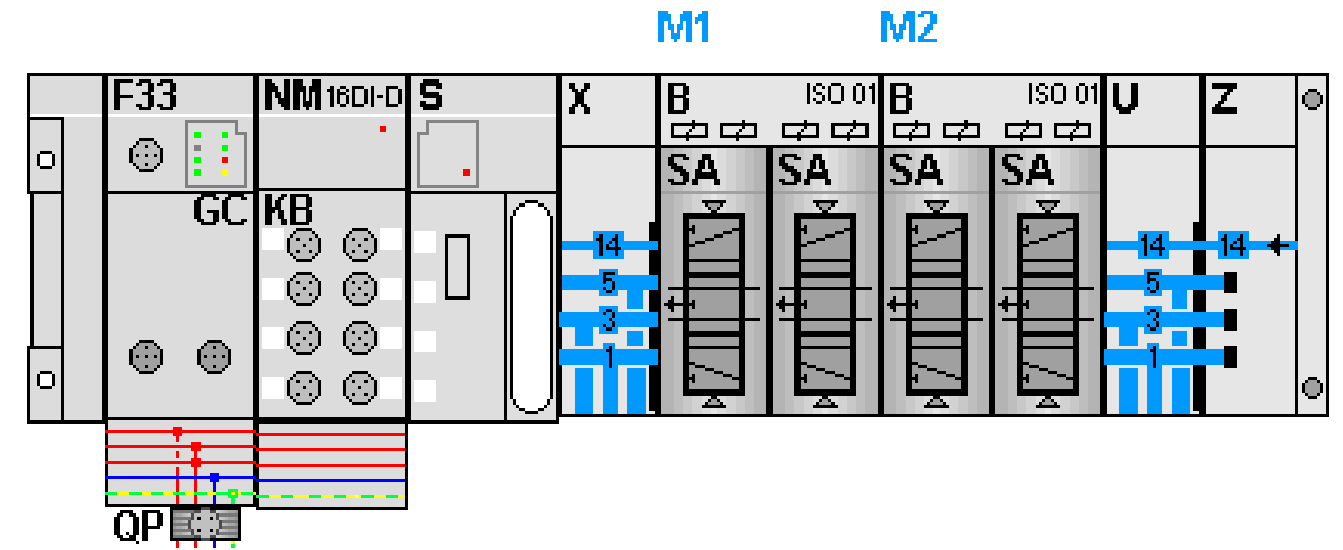 M1 M2
F33 NM 16DI-D S X B ISO 01 B ISO 01 U Z
SA SA SA SA
GC KB
14 14 14
5 5
3 3
1 1
QP